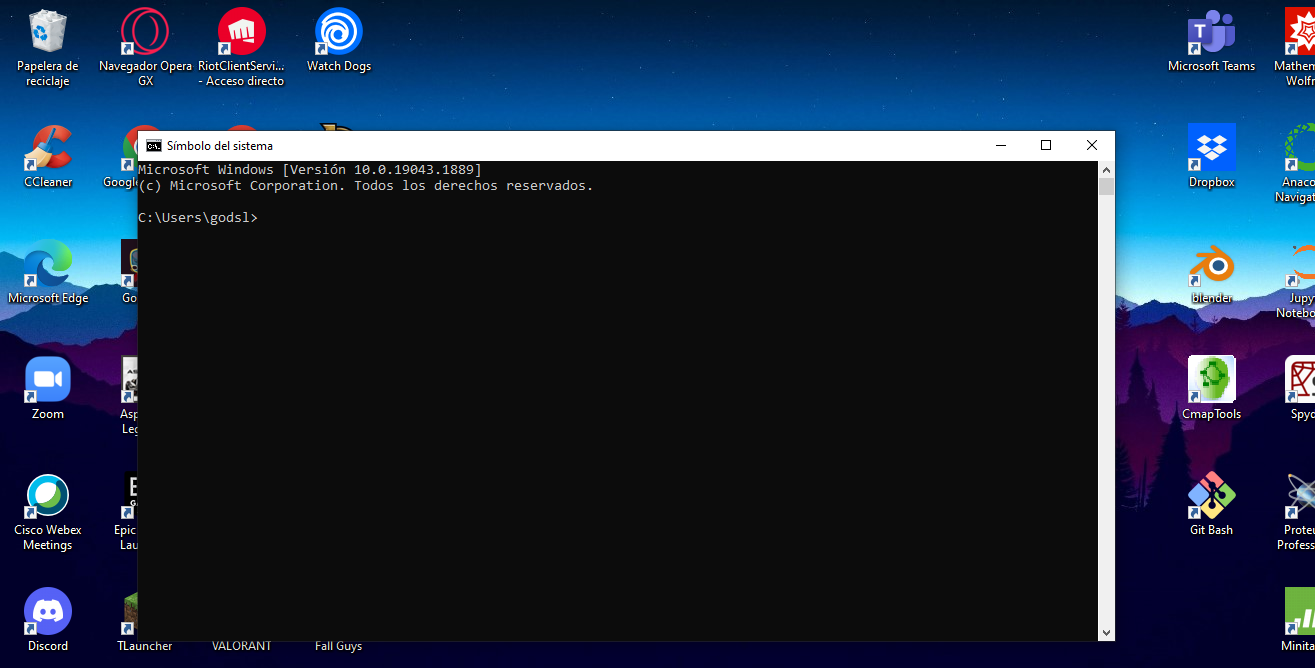 Papelera de
reciclaje
Navegador Opera
GX
RiotClientServi...
- Acceso directo
Watch Dogs
Microsoft Teams
Mathem
Wolfr
CCleaner
Googl
Dropbox
Anaco
Navigat
Símbolo del sistema
Microsoft Windows [Versión 10.0.19043.1889]
(c) Microsoft Corporation. Todos los derechos reservados.
C:\Users\godsl>
Microsoft Edge
Go
blender
Jupy
Notebo
Zoom
Asp
Leg
CmapTools
Spyd
Cisco Webex
Meetings
Epic
Lau
Git Bash
Proteu
Profess
Discord
TLauncher
VALORANT
Fall Guys
Minita